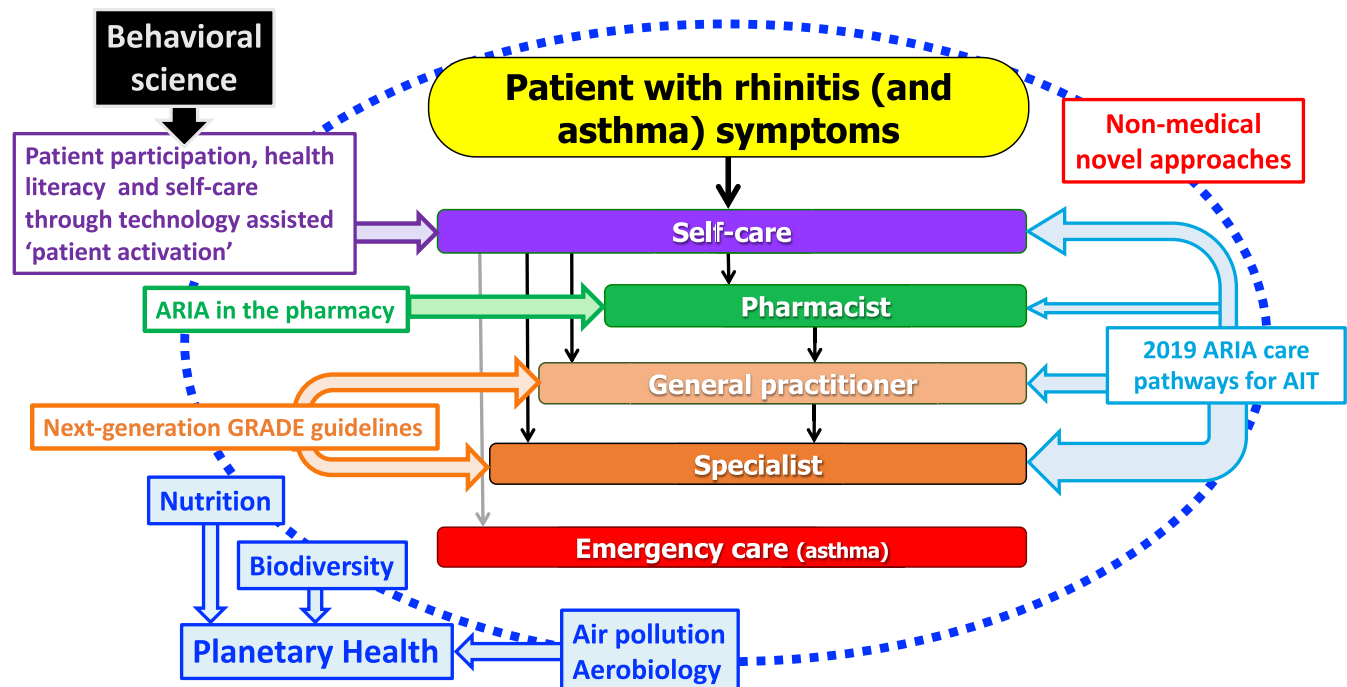 Behavioral
science
Patient with rhinitis (and
asthma) symptoms
Non-medical
novel approaches
Patient participation, health
literacy and self-care
through technology assisted
‘patient activation’
Self-care
ARIA in the pharmacy
Pharmacist
2019 ARIA care
pathways for AIT
General practitioner
Next-generation GRADE guidelines
Specialist
Nutrition
Emergency care (asthma)
Biodiversity
Planetary Health
Air pollution
Aerobiology